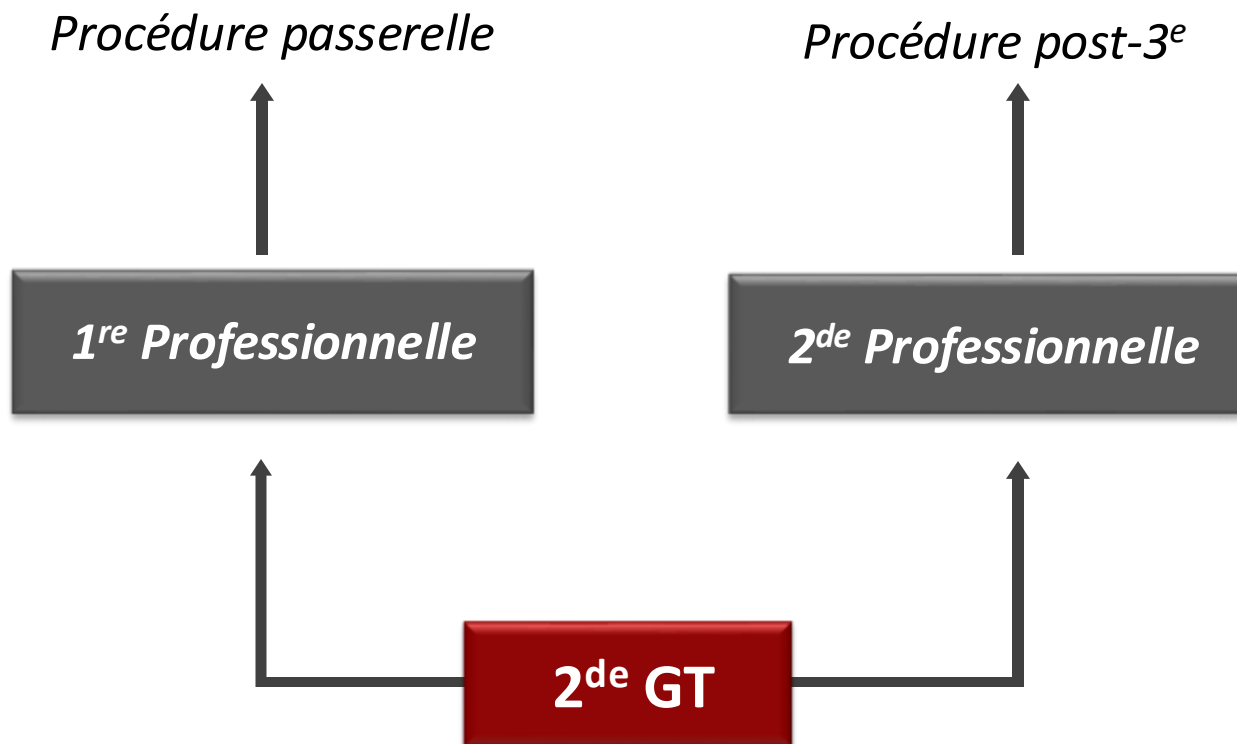 Procédure passerelle
Procédure post-3e
1re Professionnelle
2de Professionnelle
2de GT